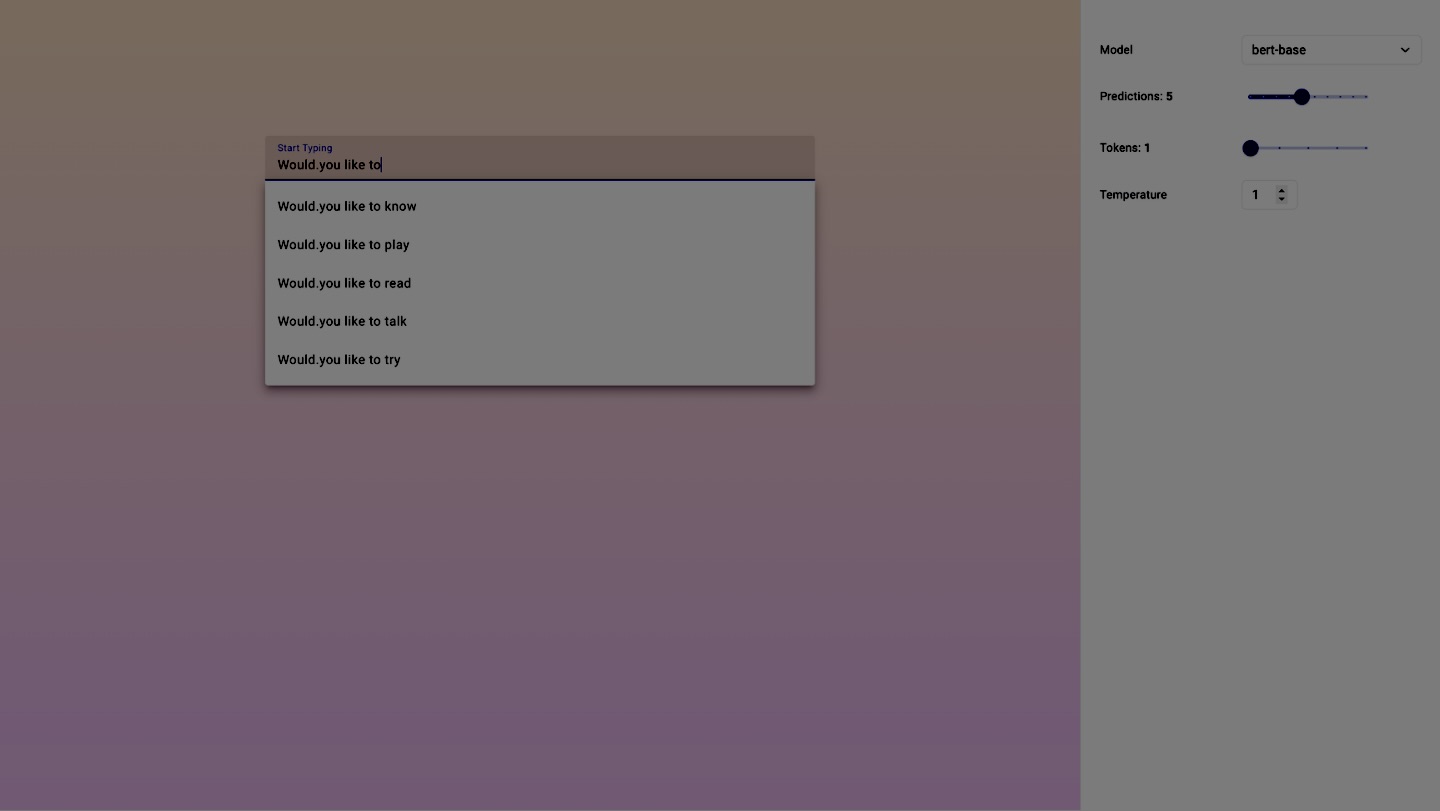 Start Typing
Would.you like to
Would.you like to know
Would.you like to play
Would.you like to read
Would.you like to talk
Would.you like to try
Model
bert-base
Predictions: 5
Tokens: 1
Temperature
1